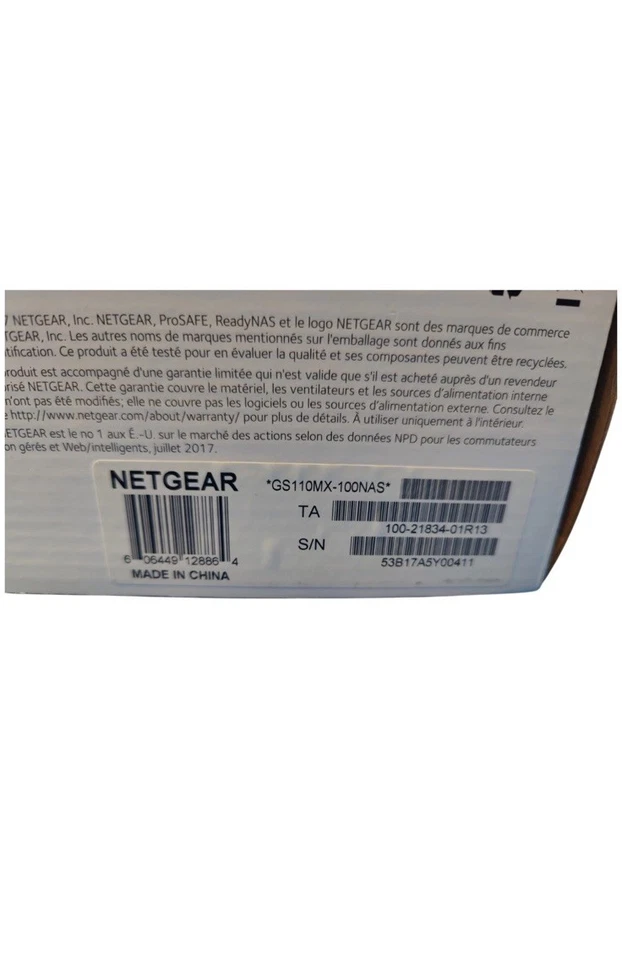 7 NETGEAR, Inc. NETGEAR, ProSAFE, ReadyNAS et le logo NETGEAR sont des marques de commerce
TGEAR, Inc. Les autres noms de marques mentionnés sur l'emballage sont donnés aux fins
tification. Ce produit a été testé pour en évaluer la qualité et ses composantes peuvent être recyclées.
roduit est accompagné d'une garantie limitée qui n'est valide que s'il est acheté auprès d'un revendeur
risé NETGEAR. Cette garantie couvre le matériel, les ventilateurs et les sources d'alimentation interne
n'ont pas été modifiés; elle ne couvre pas les logiciels ou les sources d'alimentation externe. Consultez le
e http://www.netgear.com/about/warranty/ pour plus de détails. À utiliser uniquement à l'intérieur.
ETGEAR est le no 1 aux É.-U. sur le marché des actions selon des données NPD pour les commutateurs
on gérés et Web/intelligents, juillet 2017.
NETGEAR
*GS110MX-100NAS*
TA
100-21834-01R13
S/N
53B17A5Y00411
6 06449 12886 4
MADE IN CHINA